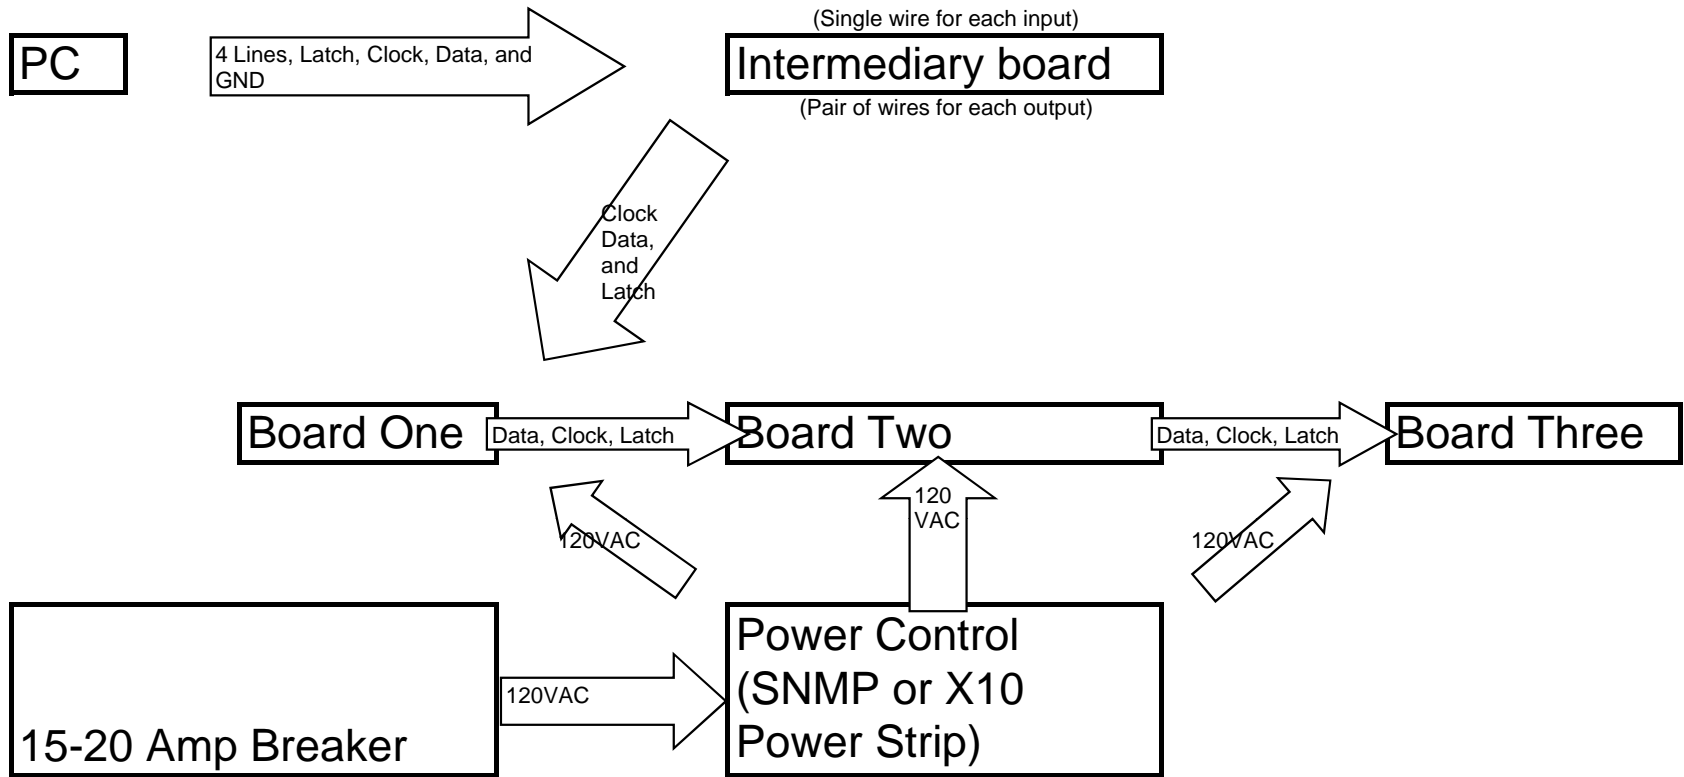 (Single wire for each input)
PC
4 Lines, Latch, Clock, Data, and
GND
Intermediary board
(Pair of wires for each output)
Clock
Data,
and
Latch
Board One
Data, Clock, Latch
Board Two
Data, Clock, Latch
Board Three
120VAC
120
VAC
120VAC
15-20 Amp Breaker
120VAC
Power Control
(SNMP or X10
Power Strip)